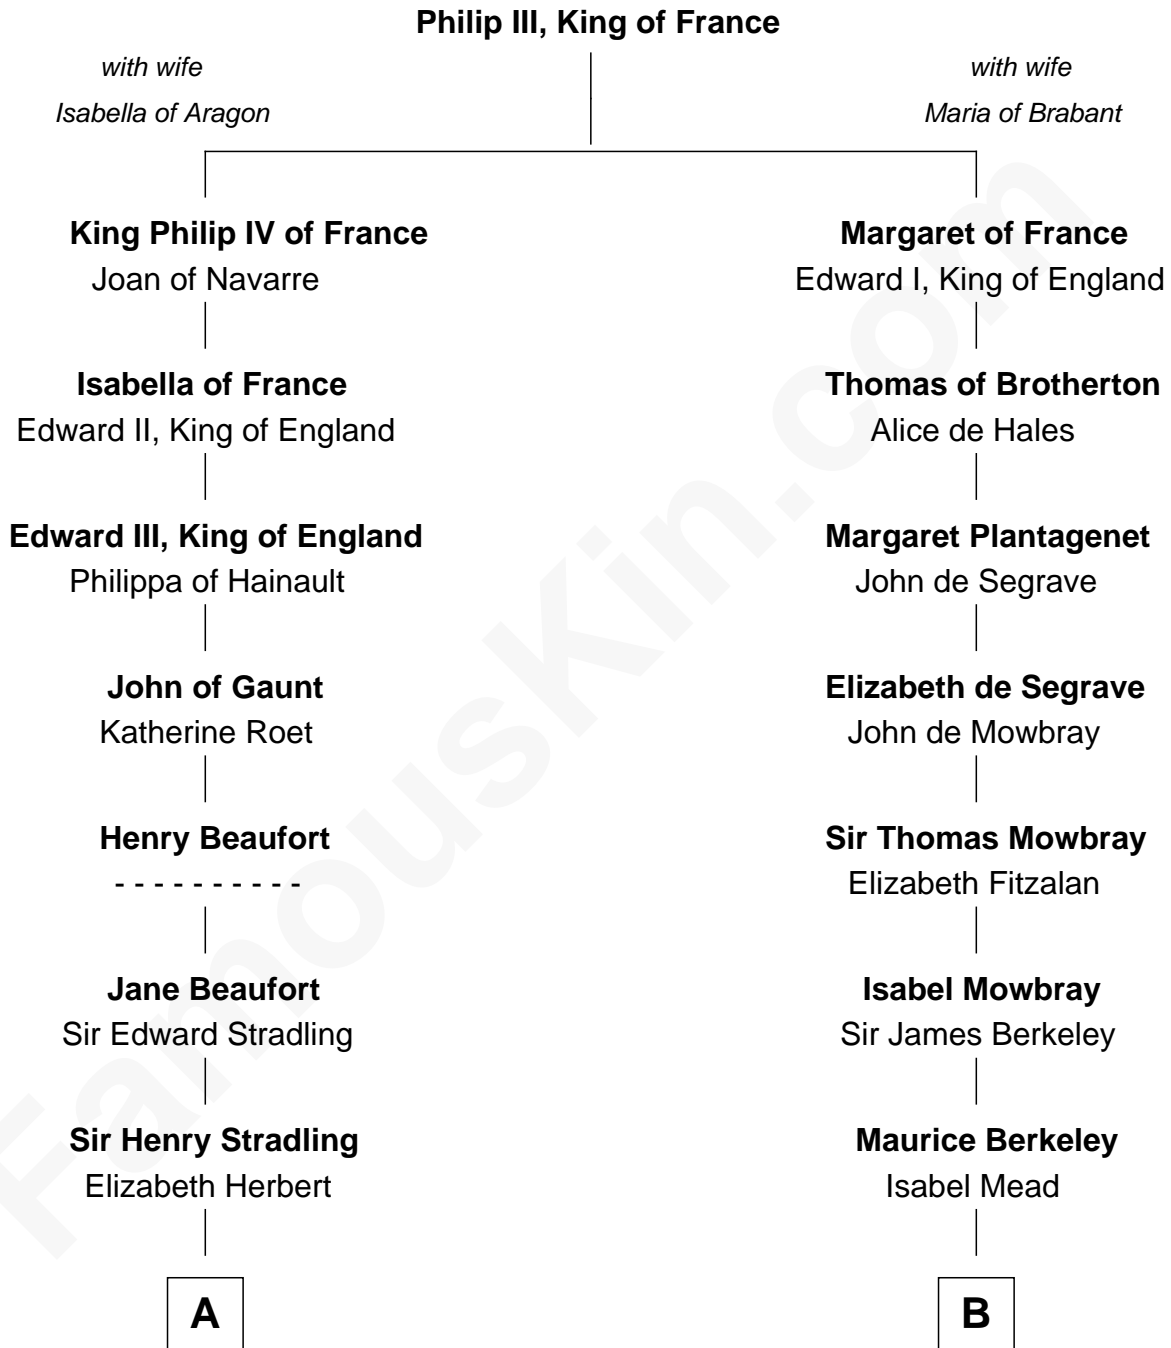 Philip III, King of France
with wife
Isabella of Aragon
with wife
Maria of Brabant
King Philip IV of France
Joan of Navarre
Margaret of France
Edward I, King of England
Isabella of France
Edward II, King of England
Thomas of Brotherton
Alice de Hales
Edward III, King of England
Philippa of Hainault
Margaret Plantagenet
John de Segrave
John of Gaunt
Katherine Roet
Elizabeth de Segrave
John de Mowbray
Henry Beaufort
- - - - - - - - - -
Sir Thomas Mowbray
Elizabeth Fitzalan
Jane Beaufort
Sir Edward Stradling
Isabel Mowbray
Sir James Berkeley
Sir Henry Stradling
Elizabeth Herbert
Maurice Berkeley
Isabel Mead
A
B
FamousKin.com